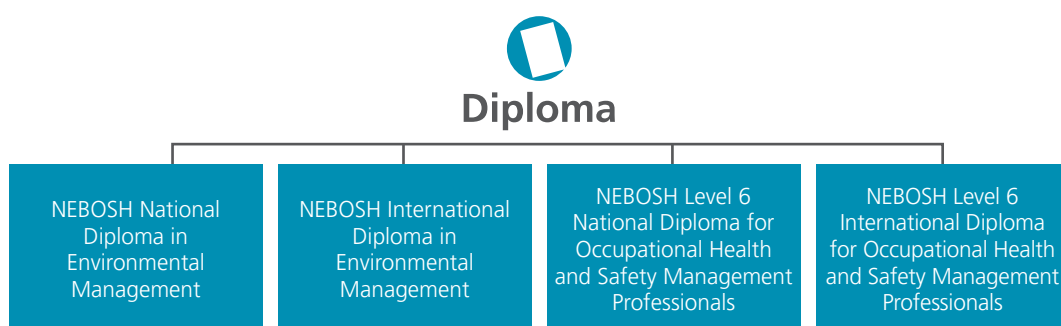 Diploma
NEBOSH National
Diploma in
Environmental
Management
NEBOSH International
Diploma in
Environmental
Management
NEBOSH Level 6
National Diploma for
Occupational Health
and Safety Management
Professionals
NEBOSH Level 6
International Diploma
for Occupational Health
and Safety Management
Professionals